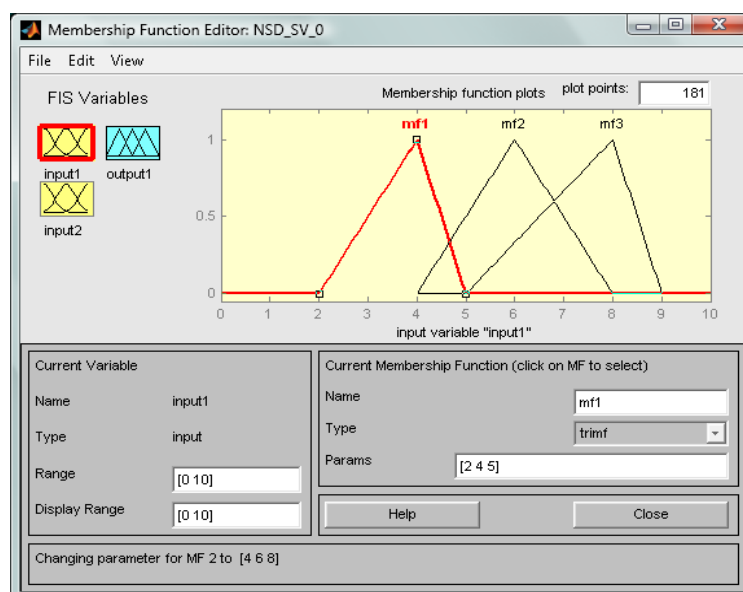 Membership Function Editor: NSD_SV_0
File Edit View
FIS Variables
Membership function plots plot points: 181
input1 output1
input2
mf1 mf2 mf3
1
0.5
0
0 1 2 3 4 5 6 7 8 9 10
input variable "input1"
Current Variable
Name input1
Type input
Range [0 10]
Display Range [0 10]
Current Membership Function (click on MF to select)
Name mf1
Type trimf
Params [2 4 5]
Help Close
Changing parameter for MF 2 to [4 6 8]